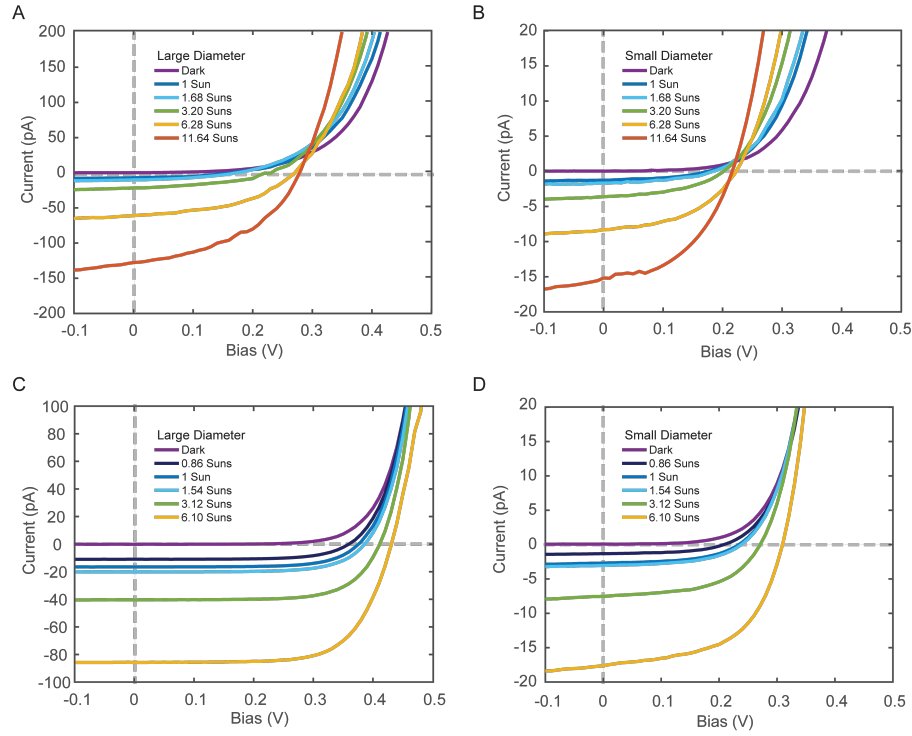 A
Large Diameter
Dark
1 Sun
1.68 Suns
3.20 Suns
6.28 Suns
11.64 Suns
200
150
100
50
0
-50
-100
-150
-200
Current (pA)
-0.1
0
0.1
0.2
0.3
0.4
0.5
Bias (V)
B
Small Diameter
Dark
1 Sun
1.68 Suns
3.20 Suns
6.28 Suns
11.64 Suns
20
15
10
5
0
-5
-10
-15
20
Current (pA)
-0.1
0
0.1
0.2
0.3
0.4
0.5
Bias (V)
C
Large Diameter
Dark
0.86 Suns
1 Sun
1.54 Suns
3.12 Suns
6.10 Suns
100
80
60
40
20
0
-20
-40
-60
-80
-100
Current (pA)
-0.1
0
0.1
0.2
0.3
0.4
0.5
Bias (V)
D
Small Diameter
Dark
0.86 Suns
1 Sun
1.54 Suns
3.12 Suns
6.10 Suns
20
15
10
5
0
-5
-10
-15
-20
Current (pA)
-0.1
0
0.1
0.2
0.3
0.4
0.5
Bias (V)